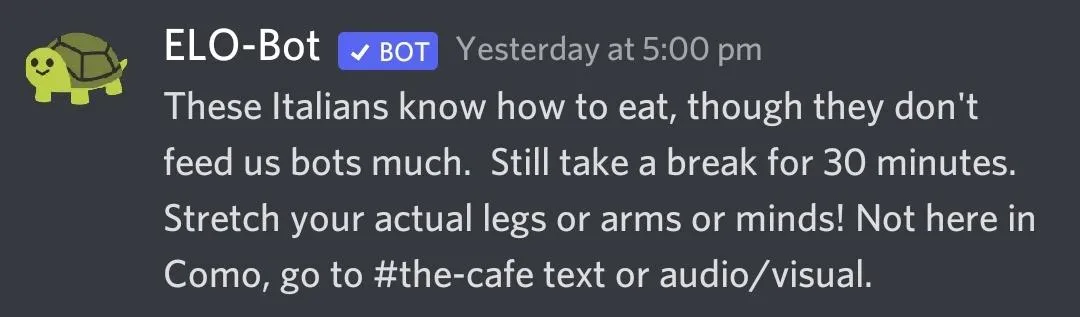 ELO-Bot ✓ BOT Yesterday at 5:00 pm
These Italians know how to eat, though they don't
feed us bots much.  Still take a break for 30 minutes.
Stretch your actual legs or arms or minds! Not here in
Como, go to #the-cafe text or audio/visual.